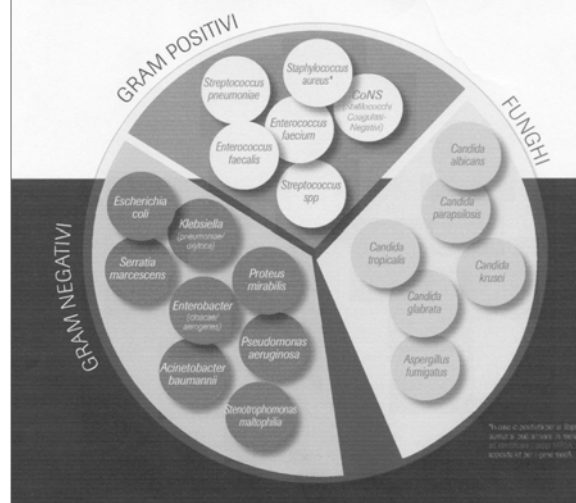 GRAM POSITIVI
Streptococcus
pneumoniae
Staphylococcus
aureus*
CoNS
(Stafilococchi
Coagulasi-
Negativi)
Enterococcus
faecium
Enterococcus
faecalis
Streptococcus
spp
FUNGHI
Candida
albicans
Candida
parapsilosis
Candida
tropicalis
Candida
krusei
Candida
glabrata
Aspergillus
fumigatus
GRAM NEGATIVI
Escherichia
coli
Klebsiella
(pneumoniae/
oxytoca)
Serratia
marcescens
Proteus
mirabilis
Enterobacter
(cloacae/
aerogenes)
Pseudomonas
aeruginosa
Acinetobacter
baumannii
Stenotrophomonas
maltophilia